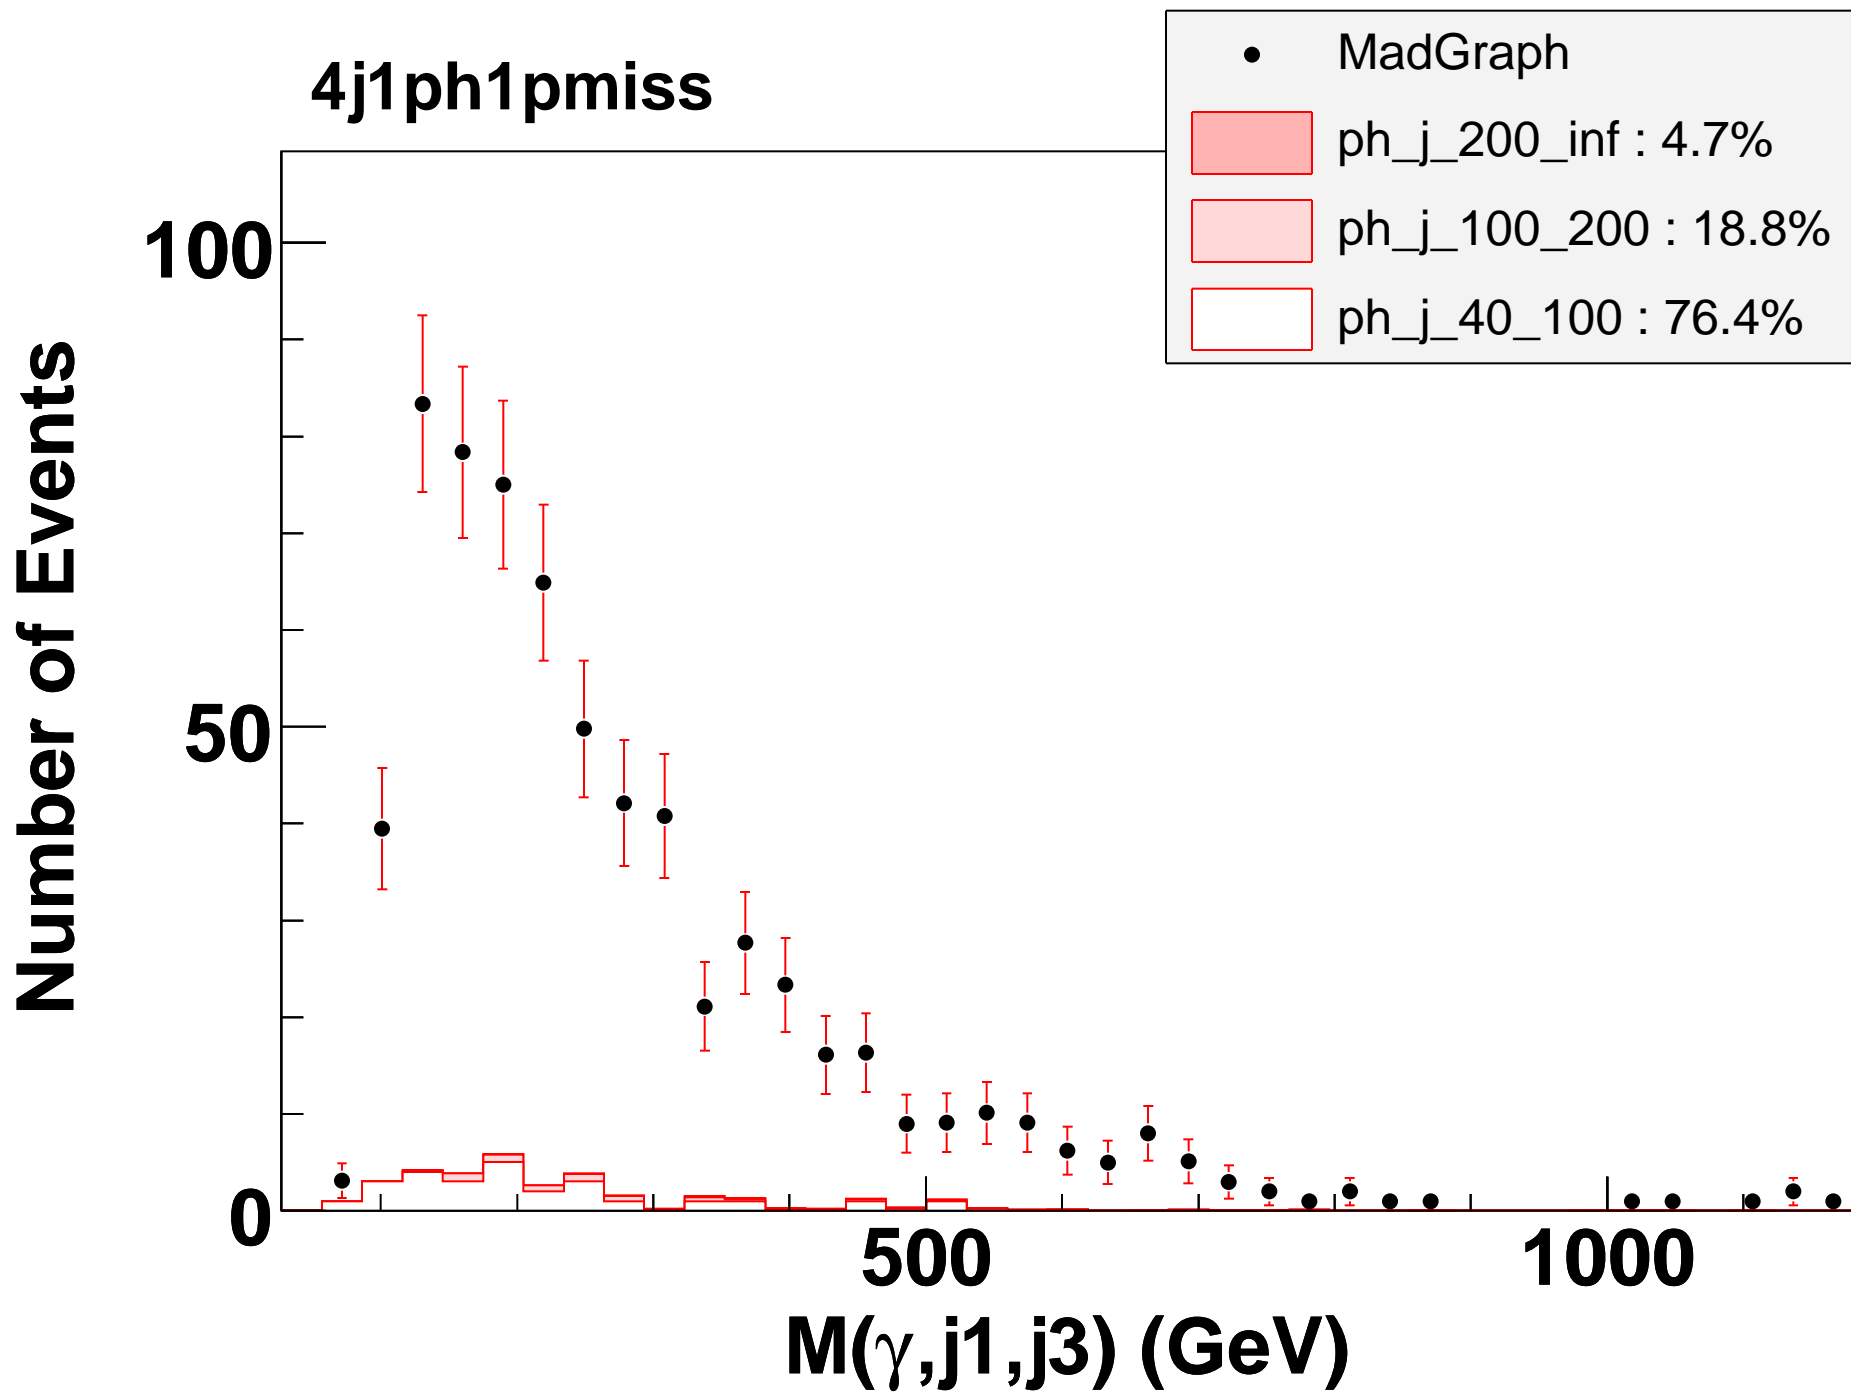 4j1ph1pmiss
MadGraph
ph_j_200_inf : 4.7%
ph_j_100_200 : 18.8%
ph_j_40_100 : 76.4%
Number of Events
100
50
0
500
1000
M(γ,j1,j3) (GeV)